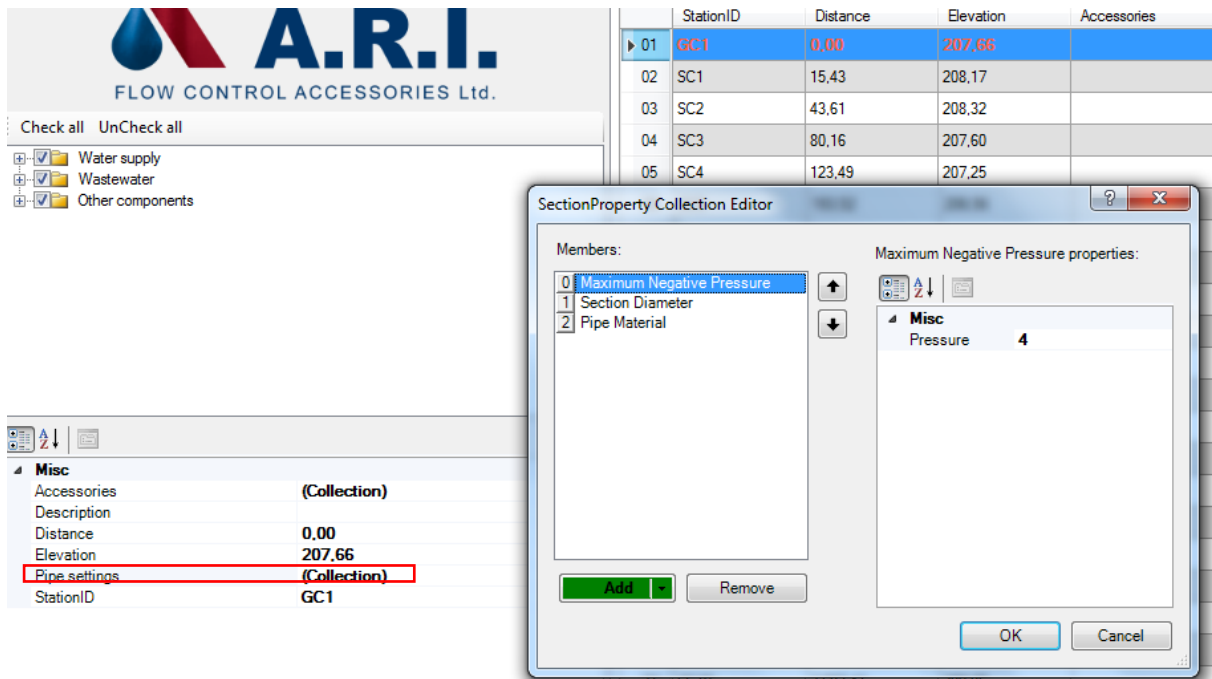 A.R.I.
FLOW CONTROL ACCESSORIES Ltd.
Check all UnCheck all
Water supply
Wastewater
Other components
StationID Distance Elevation Accessories
01 GC1 0,00 207,66
02 SC1 15,43 208,17
03 SC2 43,61 208,32
04 SC3 80,16 207,60
05 SC4 123,49 207,25
SectionProperty Collection Editor
Members:
0 Maximum Negative Pressure
1 Section Diameter
2 Pipe Material
Add
Remove
Maximum Negative Pressure properties:
Misc
Pressure 4
OK
Cancel
Misc
Accessories (Collection)
Description
Distance 0,00
Elevation 207,66
Pipe settings (Collection)
StationID GC1